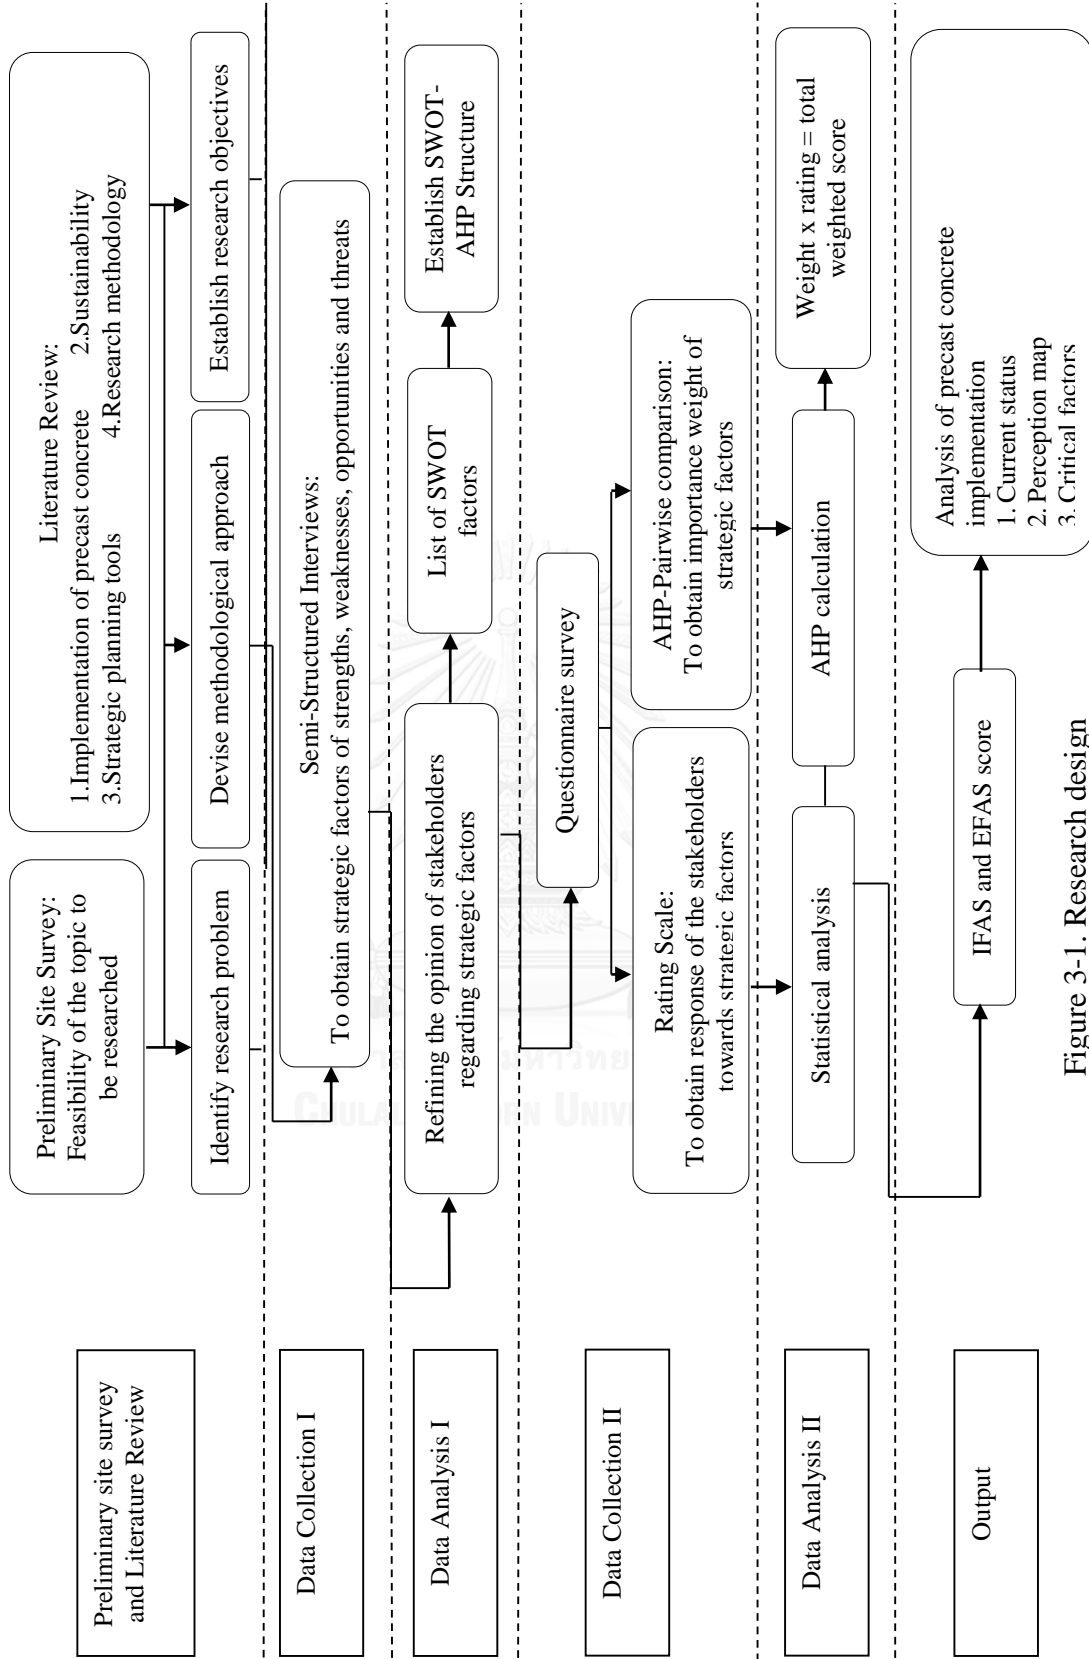 Preliminary site survey
and Literature Review
Preliminary Site Survey:
Feasibility of the topic to
be researched
Literature Review:
1.Implementation of precast concrete 2.Sustainability
3.Strategic planning tools 4.Research methodology
Identify research problem
Devise methodological approach
Establish research objectives
Data Collection I
Semi-Structured Interviews:
To obtain strategic factors of strengths, weaknesses, opportunities and threats
Data Analysis I
Refining the opinion of stakeholders
regarding strategic factors
List of SWOT
factors
Establish SWOT-
AHP Structure
Data Collection II
Questionnaire survey
Rating Scale:
To obtain response of the stakeholders
towards strategic factors
AHP-Pairwise comparison:
To obtain importance weight of
strategic factors
Data Analysis II
Statistical analysis
AHP calculation
Weight x rating = total
weighted score
Output
IFAS and EFAS score
Analysis of precast concrete
implementation
1. Current status
2. Perception map
3. Critical factors
Figure 3-1. Research design